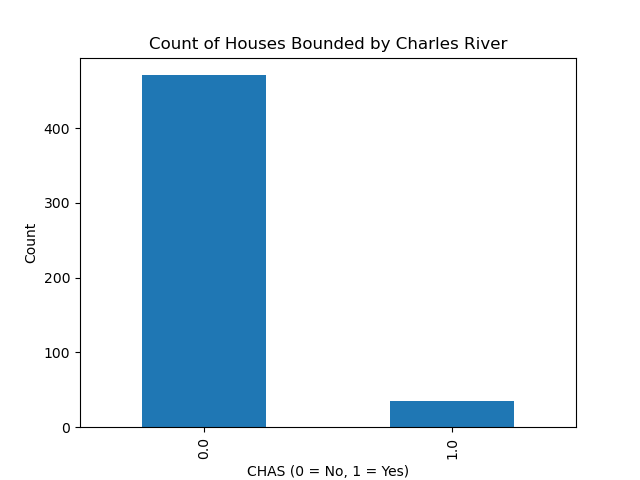 Count of Houses Bounded by Charles River
400
300
200
100
0
Count
0.0
1.0
CHAS (0 = No, 1 = Yes)